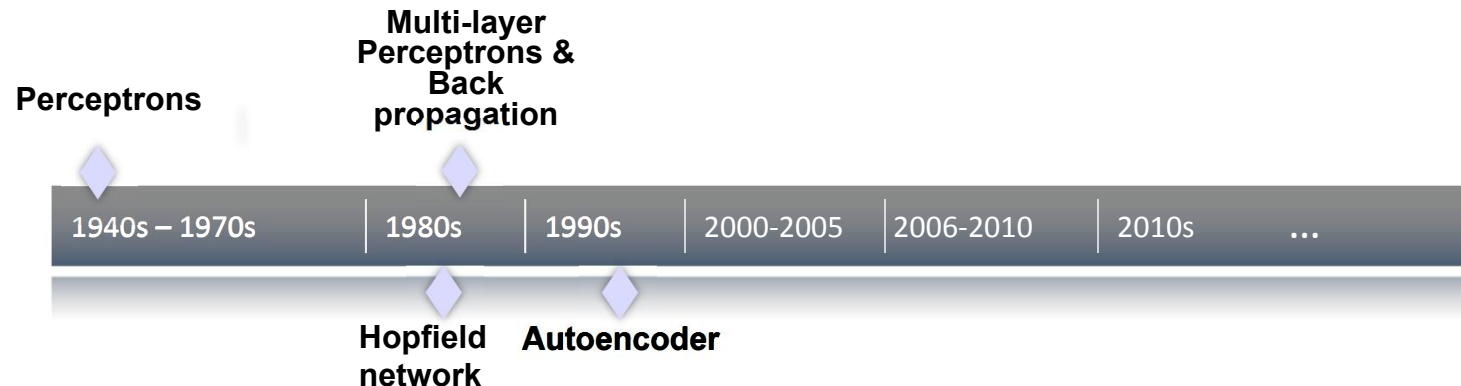 Multi-layer
Perceptrons &
Back
propagation
Perceptrons
1940s – 1970s
1980s
1990s
2000-2005
2006-2010
2010s
...
Hopfield
network
Autoencoder